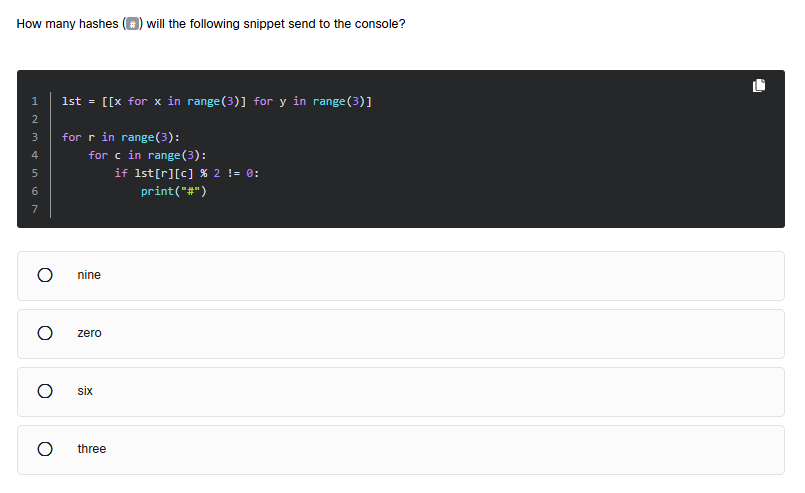 How many hashes (#) will the following snippet send to the console?
1 lst = [[x for x in range(3)] for y in range(3)]
2
3 for r in range(3):
4     for c in range(3):
5         if lst[r][c] % 2 != 0:
6             print("#")
7
nine
zero
six
three